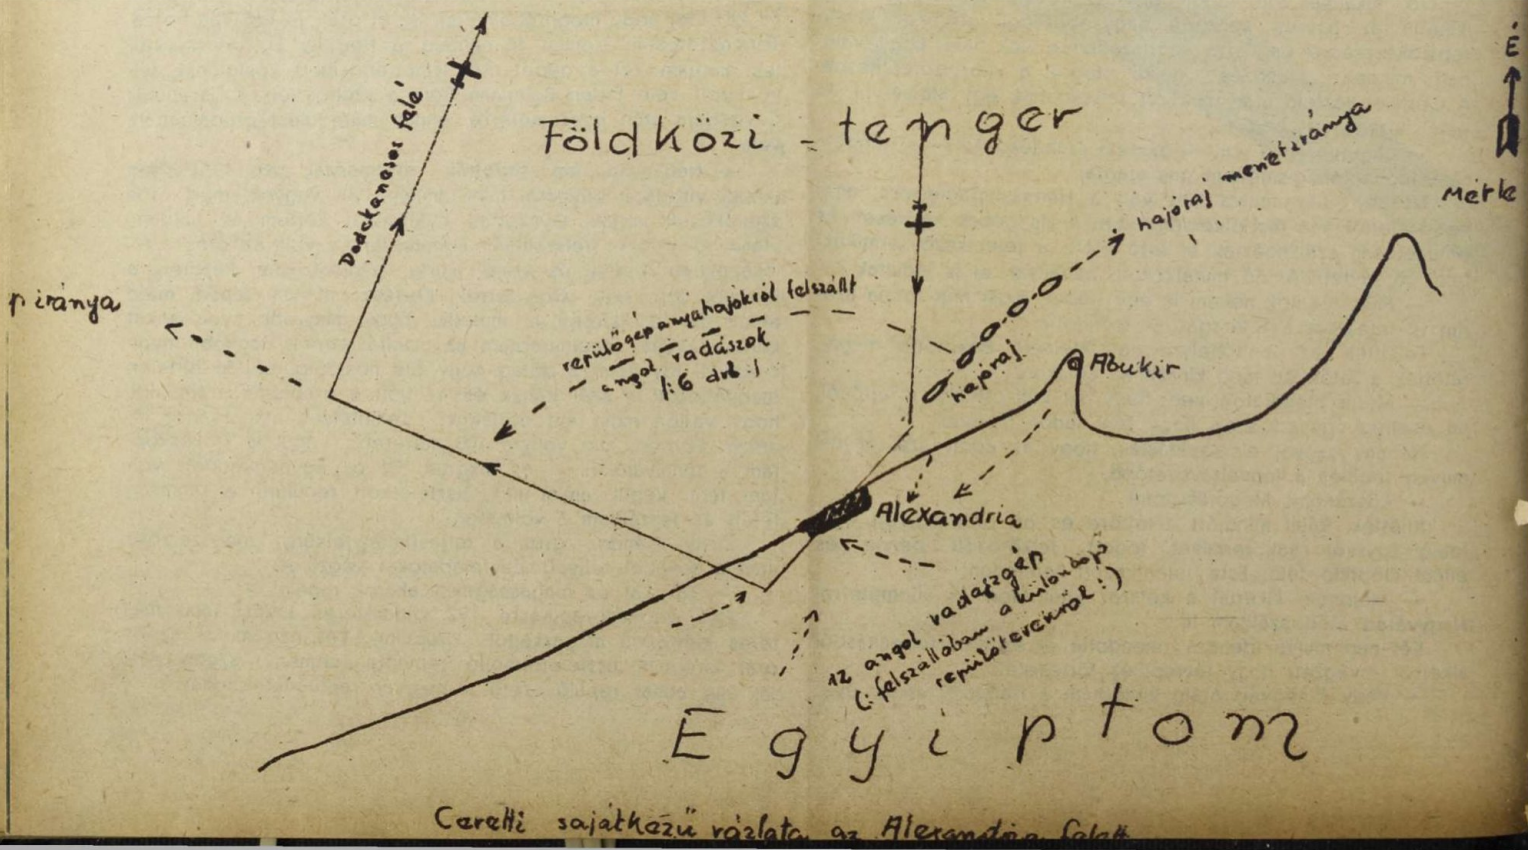 É
Földközi - tenger
Dodekanesos felé
hajóraj menetiránya
Mérté
p iránya
repülőgépanyahajókról felszállt
angol vadászok
/: 6 drb :/
hajóraj
Abukir
Alexandria
12 angol vadászgép
(: felszállóban a különböző
repülőterekről :)
Egyiptom
Ceretti sajátkezű vázlata az Alexandria felett